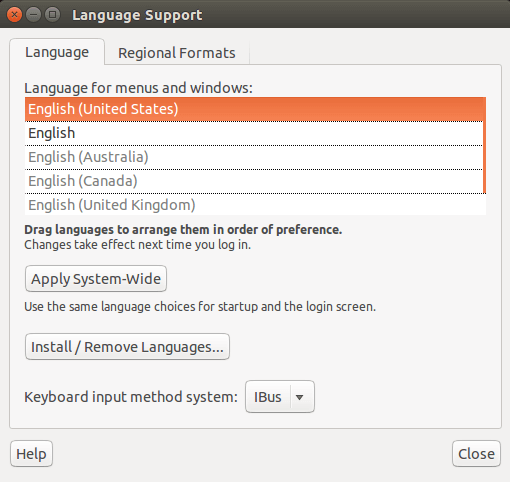 Language Support
Language
Regional Formats
Language for menus and windows:
English (United States)
English
English (Australia)
English (Canada)
English (United Kingdom)
Drag languages to arrange them in order of preference.
Changes take effect next time you log in.
Apply System-Wide
Use the same language choices for startup and the login screen.
Install / Remove Languages...
Keyboard input method system: IBus
Help
Close